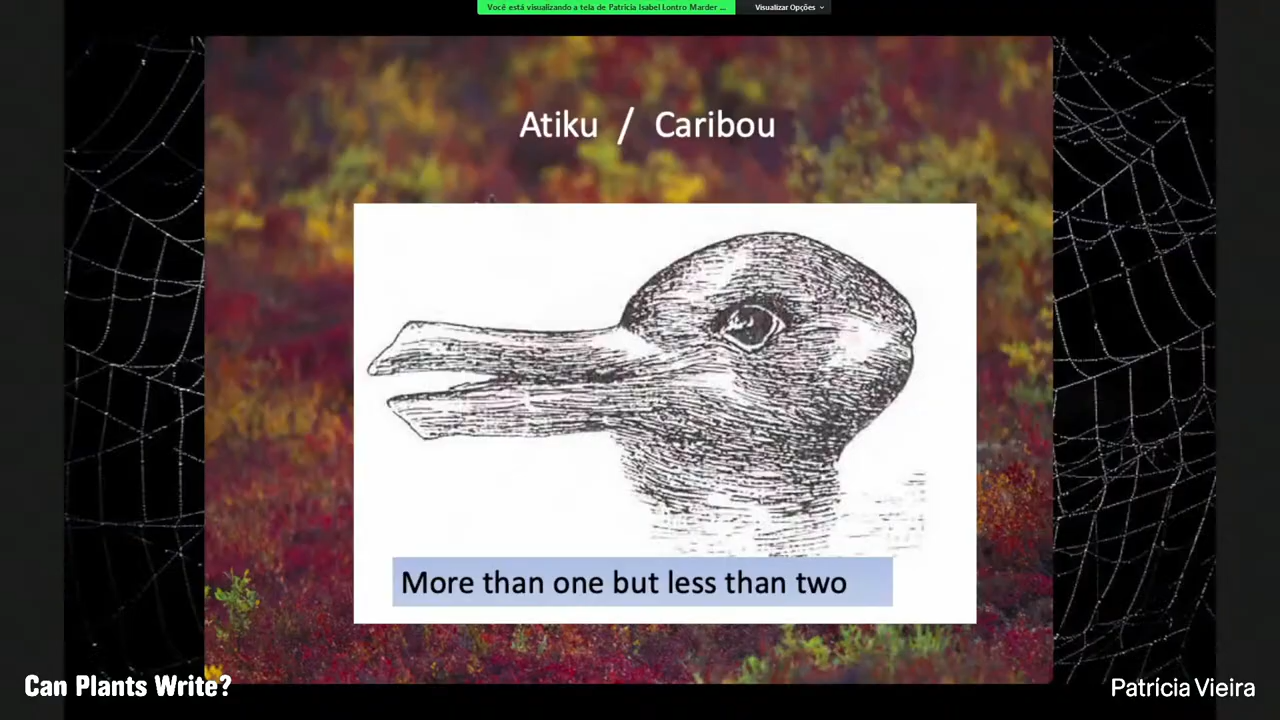 Você está visualizando a tela de Patricia Isabel Lontro Marder ...
Visualizar Opções
Atiku / Caribou
More than one but less than two
Can Plants Write?
Patrícia Vieira